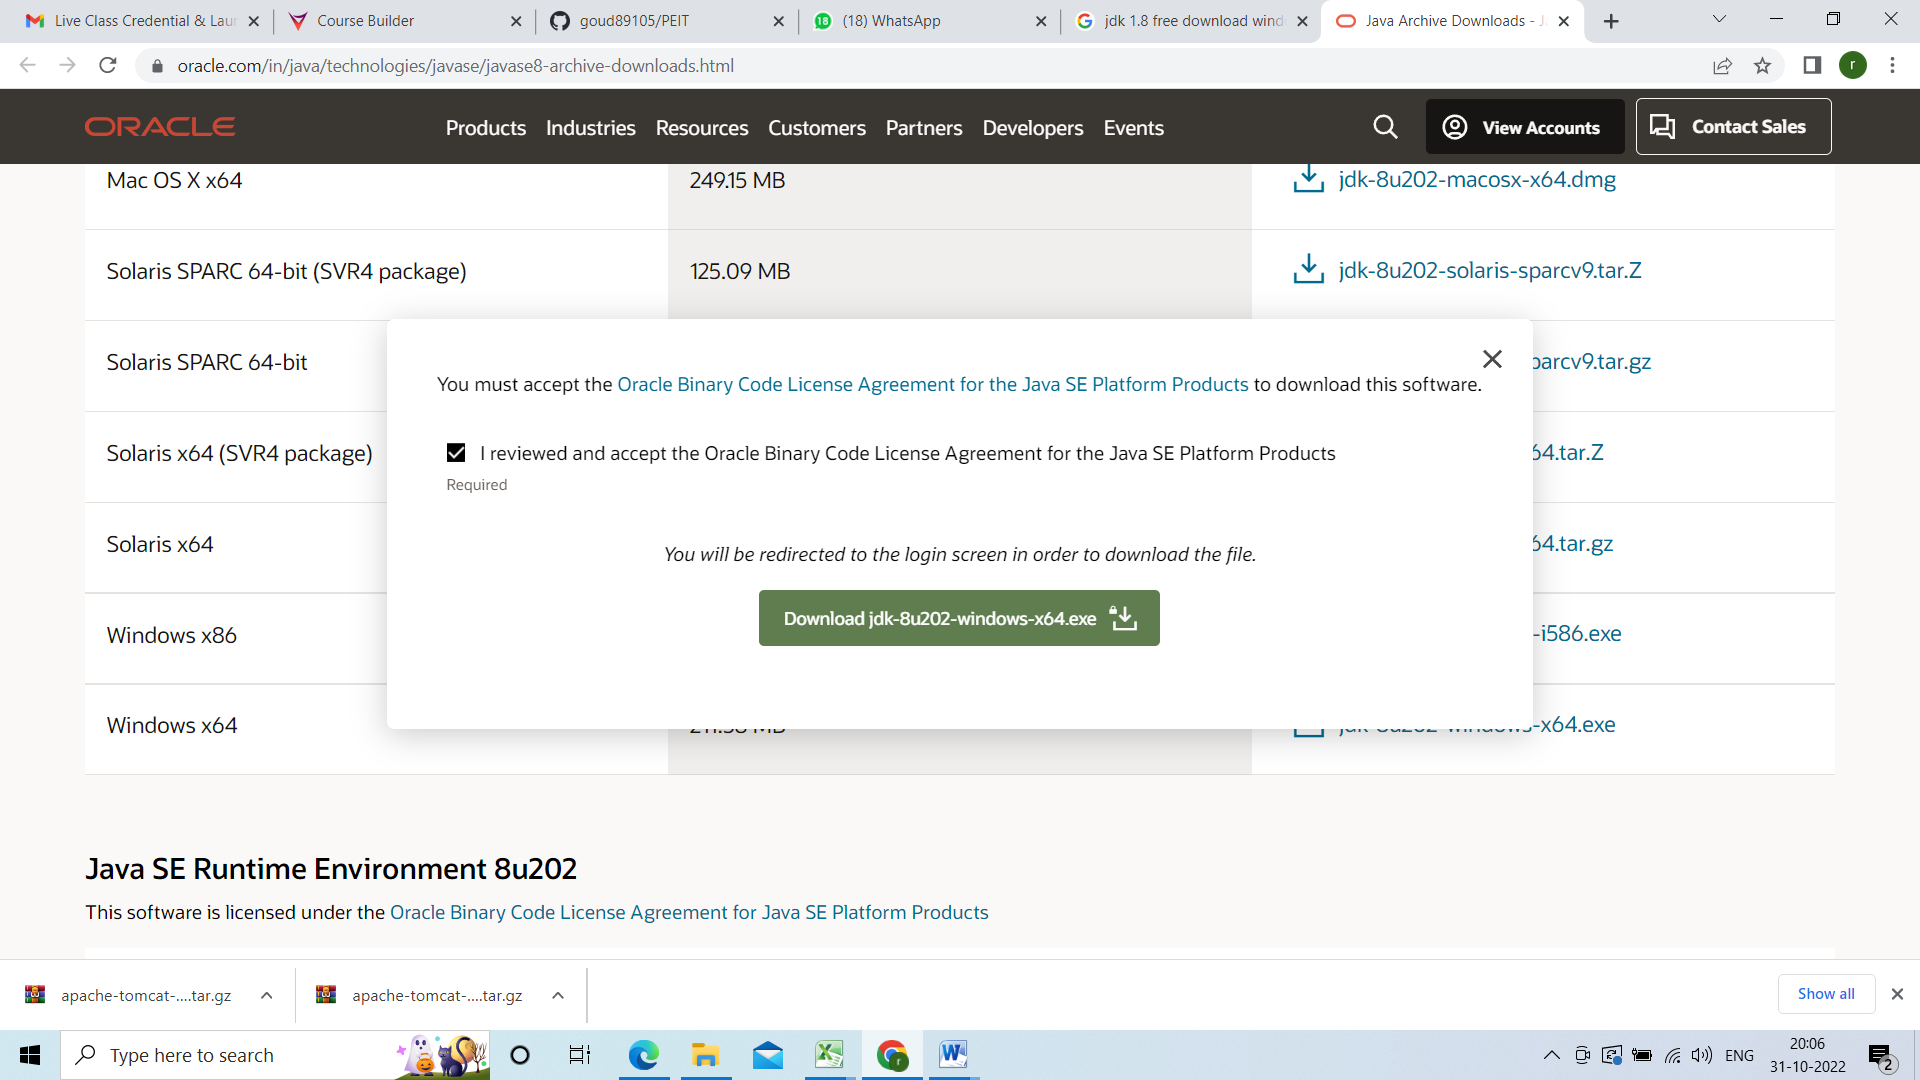 Live Class Credential & Lau
Course Builder
goud89105/PEIT
(18) WhatsApp
jdk 1.8 free download wind
Java Archive Downloads - J
oracle.com/in/java/technologies/javase/javase8-archive-downloads.html
r
ORACLE
Products Industries Resources Customers Partners Developers Events
View Accounts
Contact Sales
Mac OS X x64 249.15 MB jdk-8u202-macosx-x64.dmg
Solaris SPARC 64-bit (SVR4 package) 125.09 MB jdk-8u202-solaris-sparcv9.tar.Z
Solaris SPARC 64-bit parcv9.tar.gz
You must accept the Oracle Binary Code License Agreement for the Java SE Platform Products to download this software.
Solaris x64 (SVR4 package) 64.tar.Z
I reviewed and accept the Oracle Binary Code License Agreement for the Java SE Platform Products
Required
Solaris x64 64.tar.gz
You will be redirected to the login screen in order to download the file.
Download jdk-8u202-windows-x64.exe
Windows x86 -i586.exe
Windows x64 jdk-8u202-windows-x64.exe
Java SE Runtime Environment 8u202
This software is licensed under the Oracle Binary Code License Agreement for Java SE Platform Products
apache-tomcat-....tar.gz
apache-tomcat-....tar.gz
Show all
Type here to search
ENG
20:06
31-10-2022
2